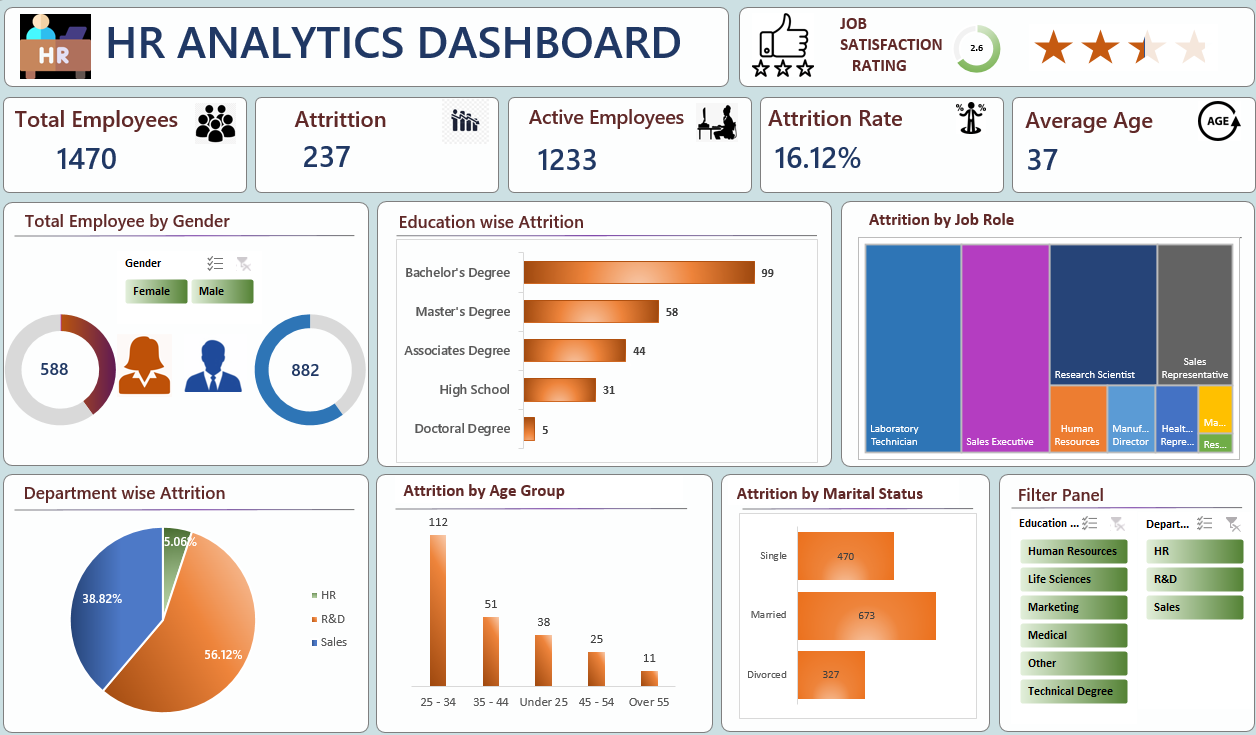 HR
HR ANALYTICS DASHBOARD
JOB
SATISFACTION
RATING
2.6
Total Employees
1470
Attrittion
237
Active Employees
1233
Attrition Rate
16.12%
% %
Average Age
37
AGE
Total Employee by Gender
Gender
Female
Male
588
882
Education wise Attrition
Bachelor's Degree
99
Master's Degree
58
Associates Degree
44
High School
31
Doctoral Degree
5
Attrition by Job Role
Laboratory
Technician
Sales Executive
Research Scientist
Sales
Representative
Human
Resources
Manuf...
Director
Healt...
Repre...
Ma...
Res...
Department wise Attrition
5.06%
38.82%
56.12%
HR
R&D
Sales
Attrition by Age Group
112
51
38
25
11
25 - 34
35 - 44
Under 25
45 - 54
Over 55
Attrition by Marital Status
Single
470
Married
673
Divorced
327
Filter Panel
Education ...
Human Resources
Life Sciences
Marketing
Medical
Other
Technical Degree
Depart...
HR
R&D
Sales